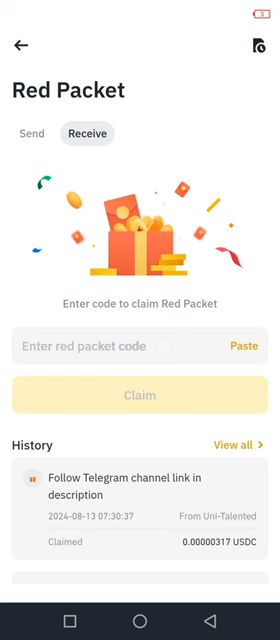 3
Red Packet
Send
Receive
Enter code to claim Red Packet
Enter red packet code
Paste
Claim
History
View all
Follow Telegram channel link in
description
2024-08-13 07:30:37
From Uni-Talented
Claimed
0.00000317 USDC